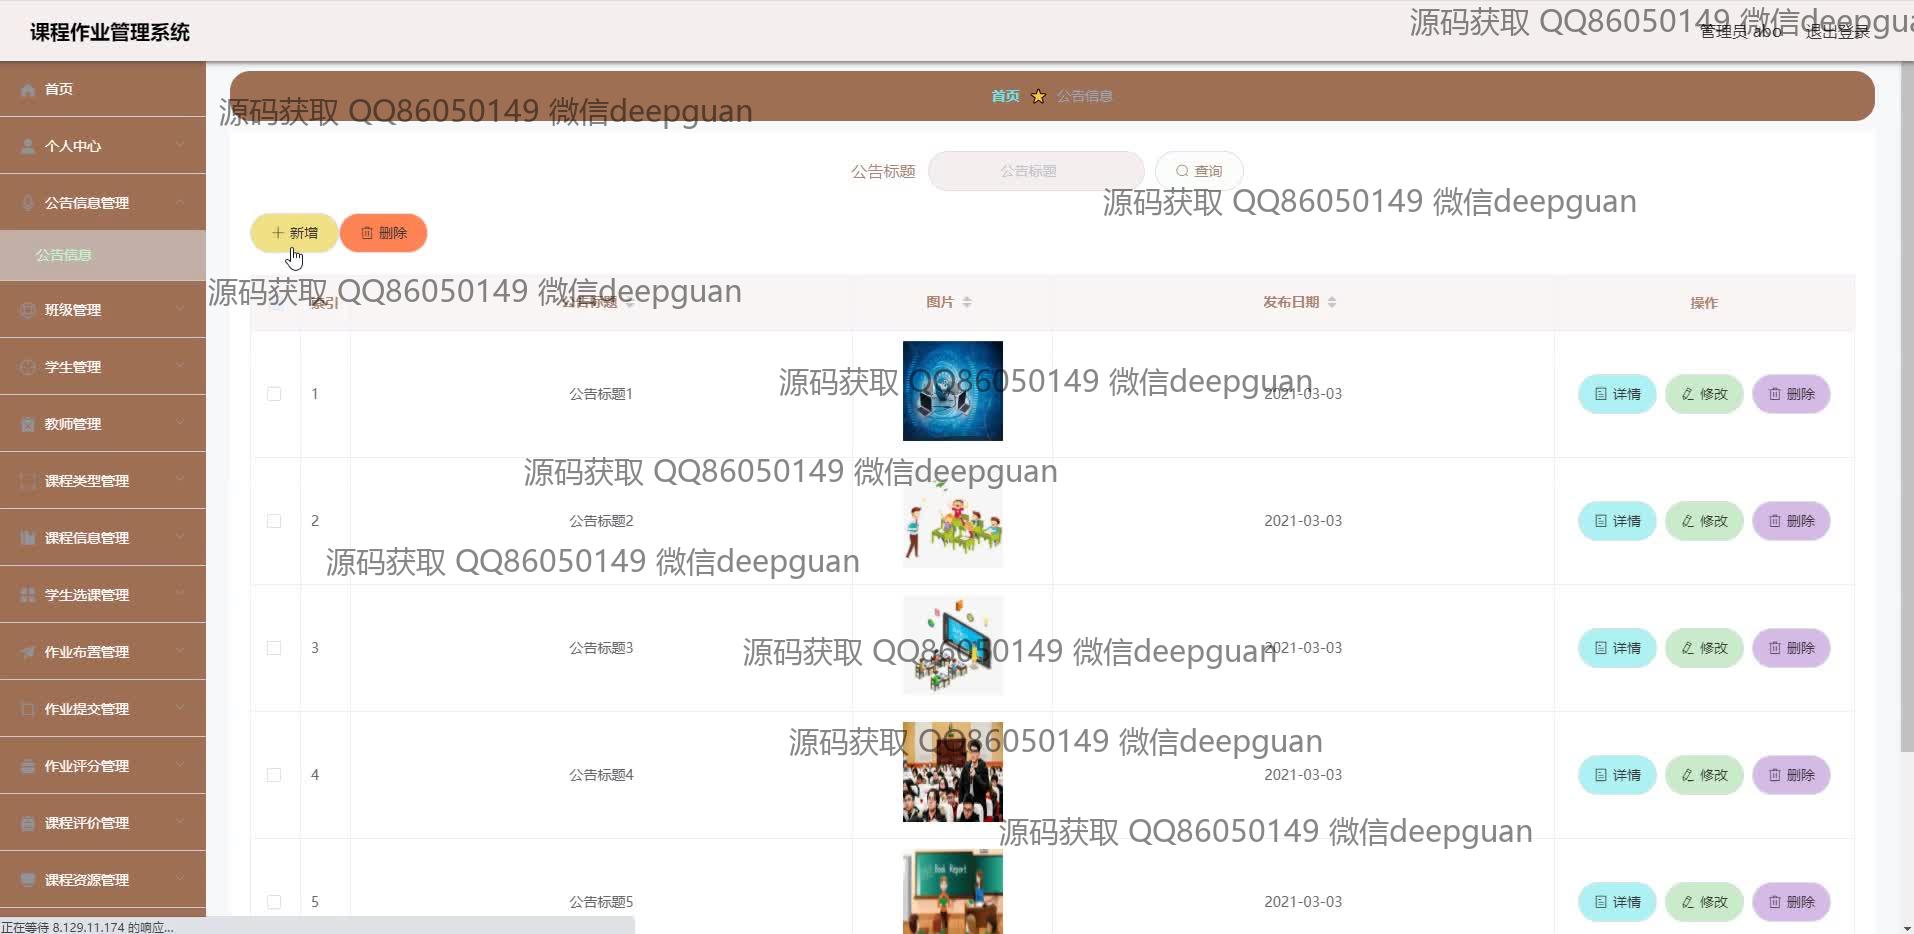 课程作业管理系统
源码获取 QQ86050149 微信deepgua
管理员 abo
退出登录
首页
个人中心
公告信息管理
公告信息
班级管理
学生管理
教师管理
课程类型管理
课程信息管理
学生选课管理
作业布置管理
作业提交管理
作业评分管理
课程评价管理
课程资源管理
首页 公告信息
源码获取 QQ86050149 微信deepguan
公告标题 公告标题 查询
源码获取 QQ86050149 微信deepguan
新增 删除
源码获取 QQ86050149 微信deepguan
索引 公告标题 图片 发布日期 操作
源码获取 QQ86050149 微信deepguan
1 公告标题1 2021-03-03 详情 修改 删除
源码获取 QQ86050149 微信deepguan
2 公告标题2 2021-03-03 详情 修改 删除
源码获取 QQ86050149 微信deepguan
3 公告标题3 2021-03-03 详情 修改 删除
源码获取 QQ86050149 微信deepguan
源码获取 QQ86050149 微信deepguan
4 公告标题4 2021-03-03 详情 修改 删除
源码获取 QQ86050149 微信deepguan
Book Report
5 公告标题5 2021-03-03 详情 修改 删除
正在等待 8.129.11.174 的响应...